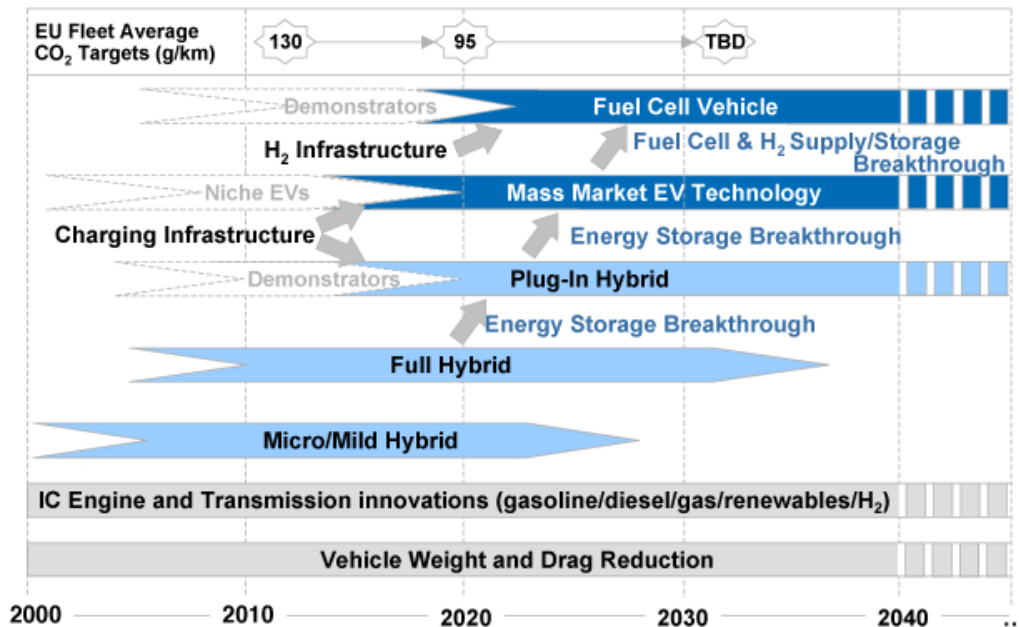 EU Fleet Average
CO₂ Targets (g/km)
130
95
TBD
Demonstrators
Fuel Cell Vehicle
H₂ Infrastructure
Fuel Cell & H₂ Supply/Storage
Breakthrough
Niche EVs
Mass Market EV Technology
Charging Infrastructure
Energy Storage Breakthrough
Demonstrators
Plug-In Hybrid
Energy Storage Breakthrough
Full Hybrid
Micro/Mild Hybrid
IC Engine and Transmission innovations (gasoline/diesel/gas/renewables/H₂)
Vehicle Weight and Drag Reduction
2000
2010
2020
2030
2040
..